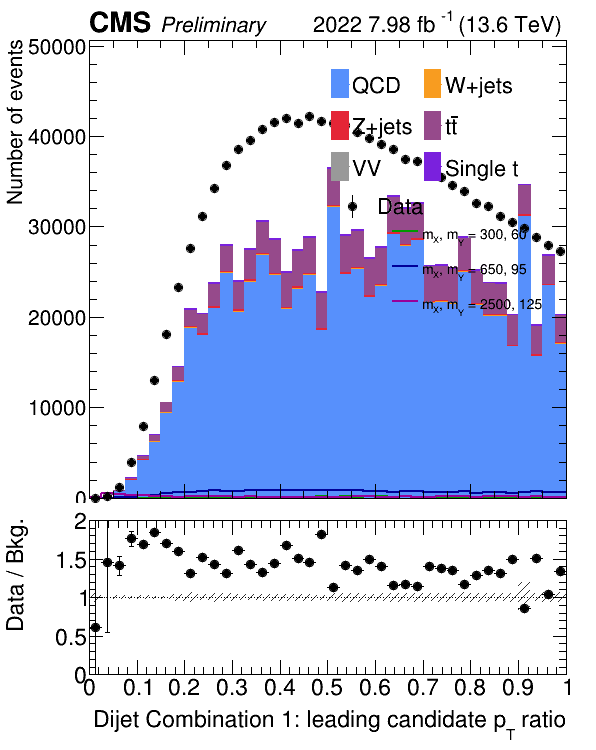 CMS Preliminary 2022 7.98 fb⁻¹ (13.6 TeV)
Number of events
50000
40000
30000
20000
10000
0
QCD
W+jets
Z+jets
tt̄
VV
Single t
Data
m_X, m_Y = 300, 60
m_X, m_Y = 650, 95
m_X, m_Y = 2500, 125
Data / Bkg.
2
1.5
1
0.5
0
0 0.1 0.2 0.3 0.4 0.5 0.6 0.7 0.8 0.9 1
Dijet Combination 1: leading candidate p_T ratio